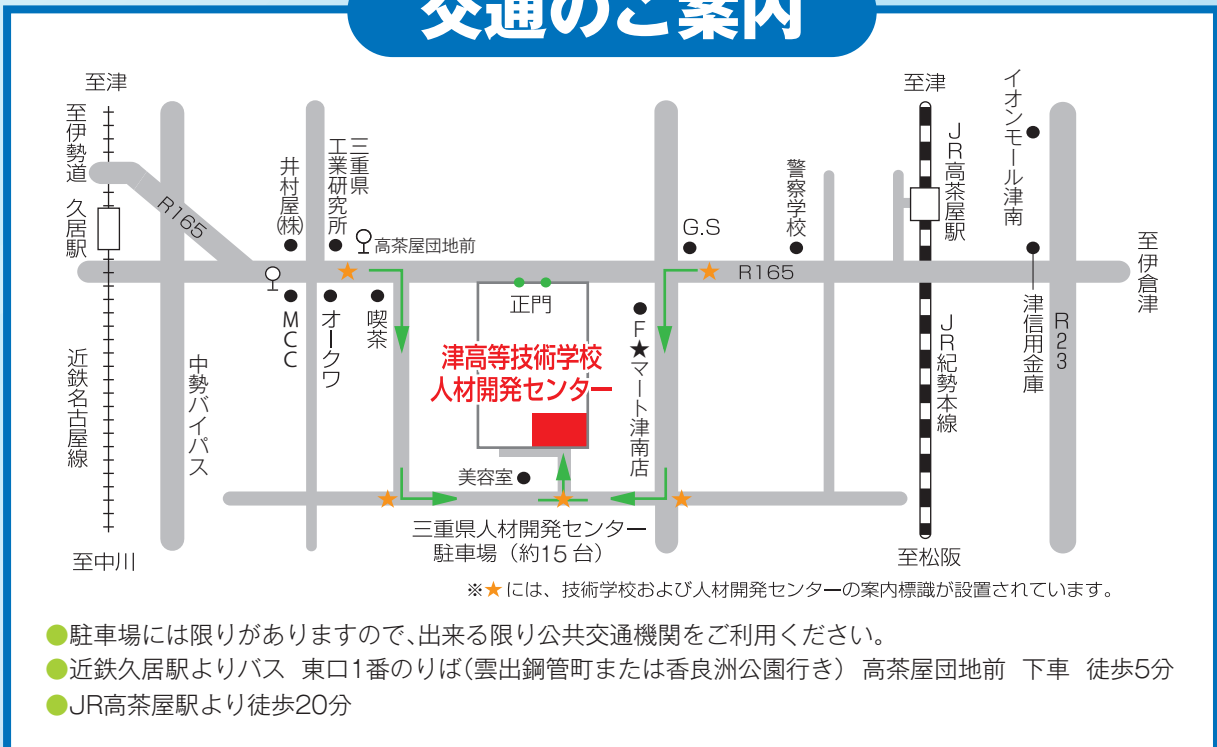 交通のご案内
至津
至伊勢道
久居駅
近鉄名古屋線
至中川
R165
中勢バイパス
井村屋㈱
三重県
工業研究所
高茶屋団地前
MCC
オークワ
喫茶
正門
津高等技術学校
人材開発センター
美容室
三重県人材開発センター
駐車場（約15台）
G.S
F★マート津南店
警察学校
R165
至津
JR高茶屋駅
JR紀勢本線
至松阪
イオンモール津南
津信用金庫
R23
至伊倉津
※★には、技術学校および人材開発センターの案内標識が設置されています。
●駐車場には限りがありますので、出来る限り公共交通機関をご利用ください。
●近鉄久居駅よりバス 東口1番のりば（雲出鋼管町または香良洲公園行き） 高茶屋団地前 下車 徒歩5分
●JR高茶屋駅より徒歩20分